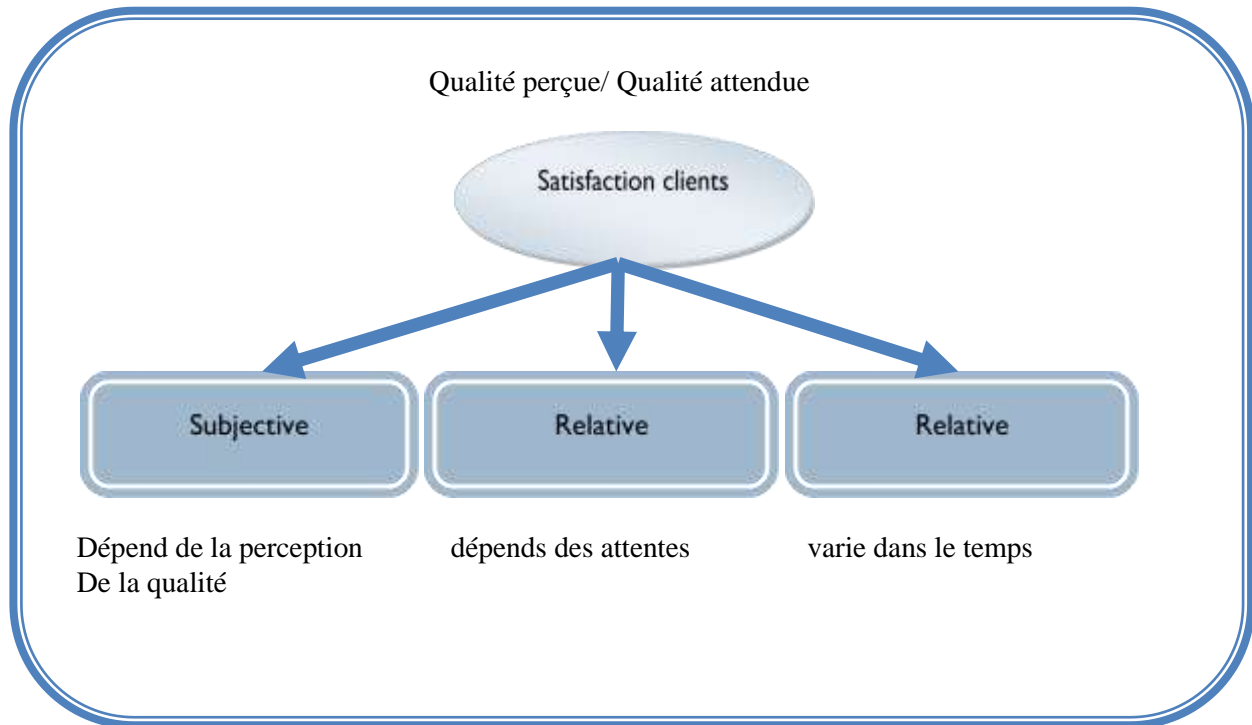 Qualité perçue/ Qualité attendue
Satisfaction clients
Subjective
Relative
Relative
Dépend de la perception
De la qualité
dépends des attentes
varie dans le temps